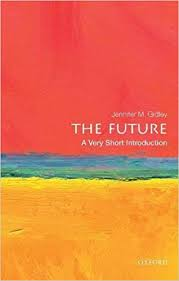 Jennifer M. Gidley
THE FUTURE
A Very Short Introduction
OXFORD